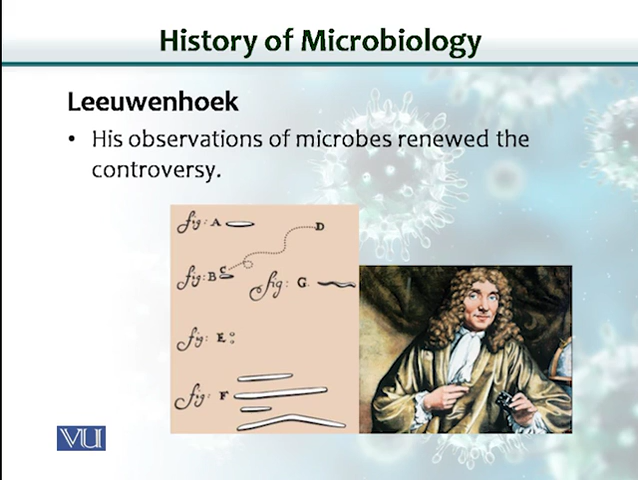 History of Microbiology
Leeuwenhoek
• His observations of microbes renewed the
controversy.
fig: A
D
fig: B C
fig: G.
fig: E
fig: F
VU